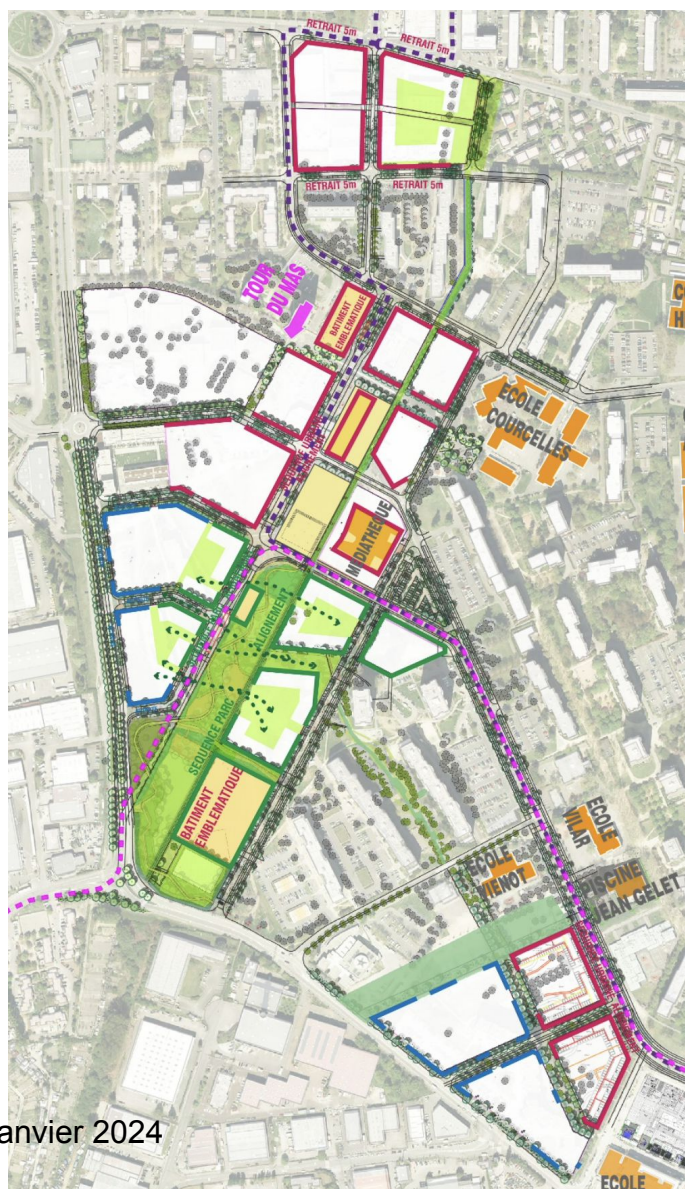 RETRAIT 5m
RETRAIT 5m
RETRAIT 5m
RETRAIT 5m
TOUR
DU MAS
BATIMENT
EMBLEMATIQUE
C
H
ECOLE
COURCELLES
MEDIATHEQUE
ALIGNEMENT
SEQUENCE PARC
BATIMENT
EMBLEMATIQUE
ECOLE
VILAR
ECOLE
VIENOT
PISCINE
JEAN GELET
anvier 2024
ECOLE